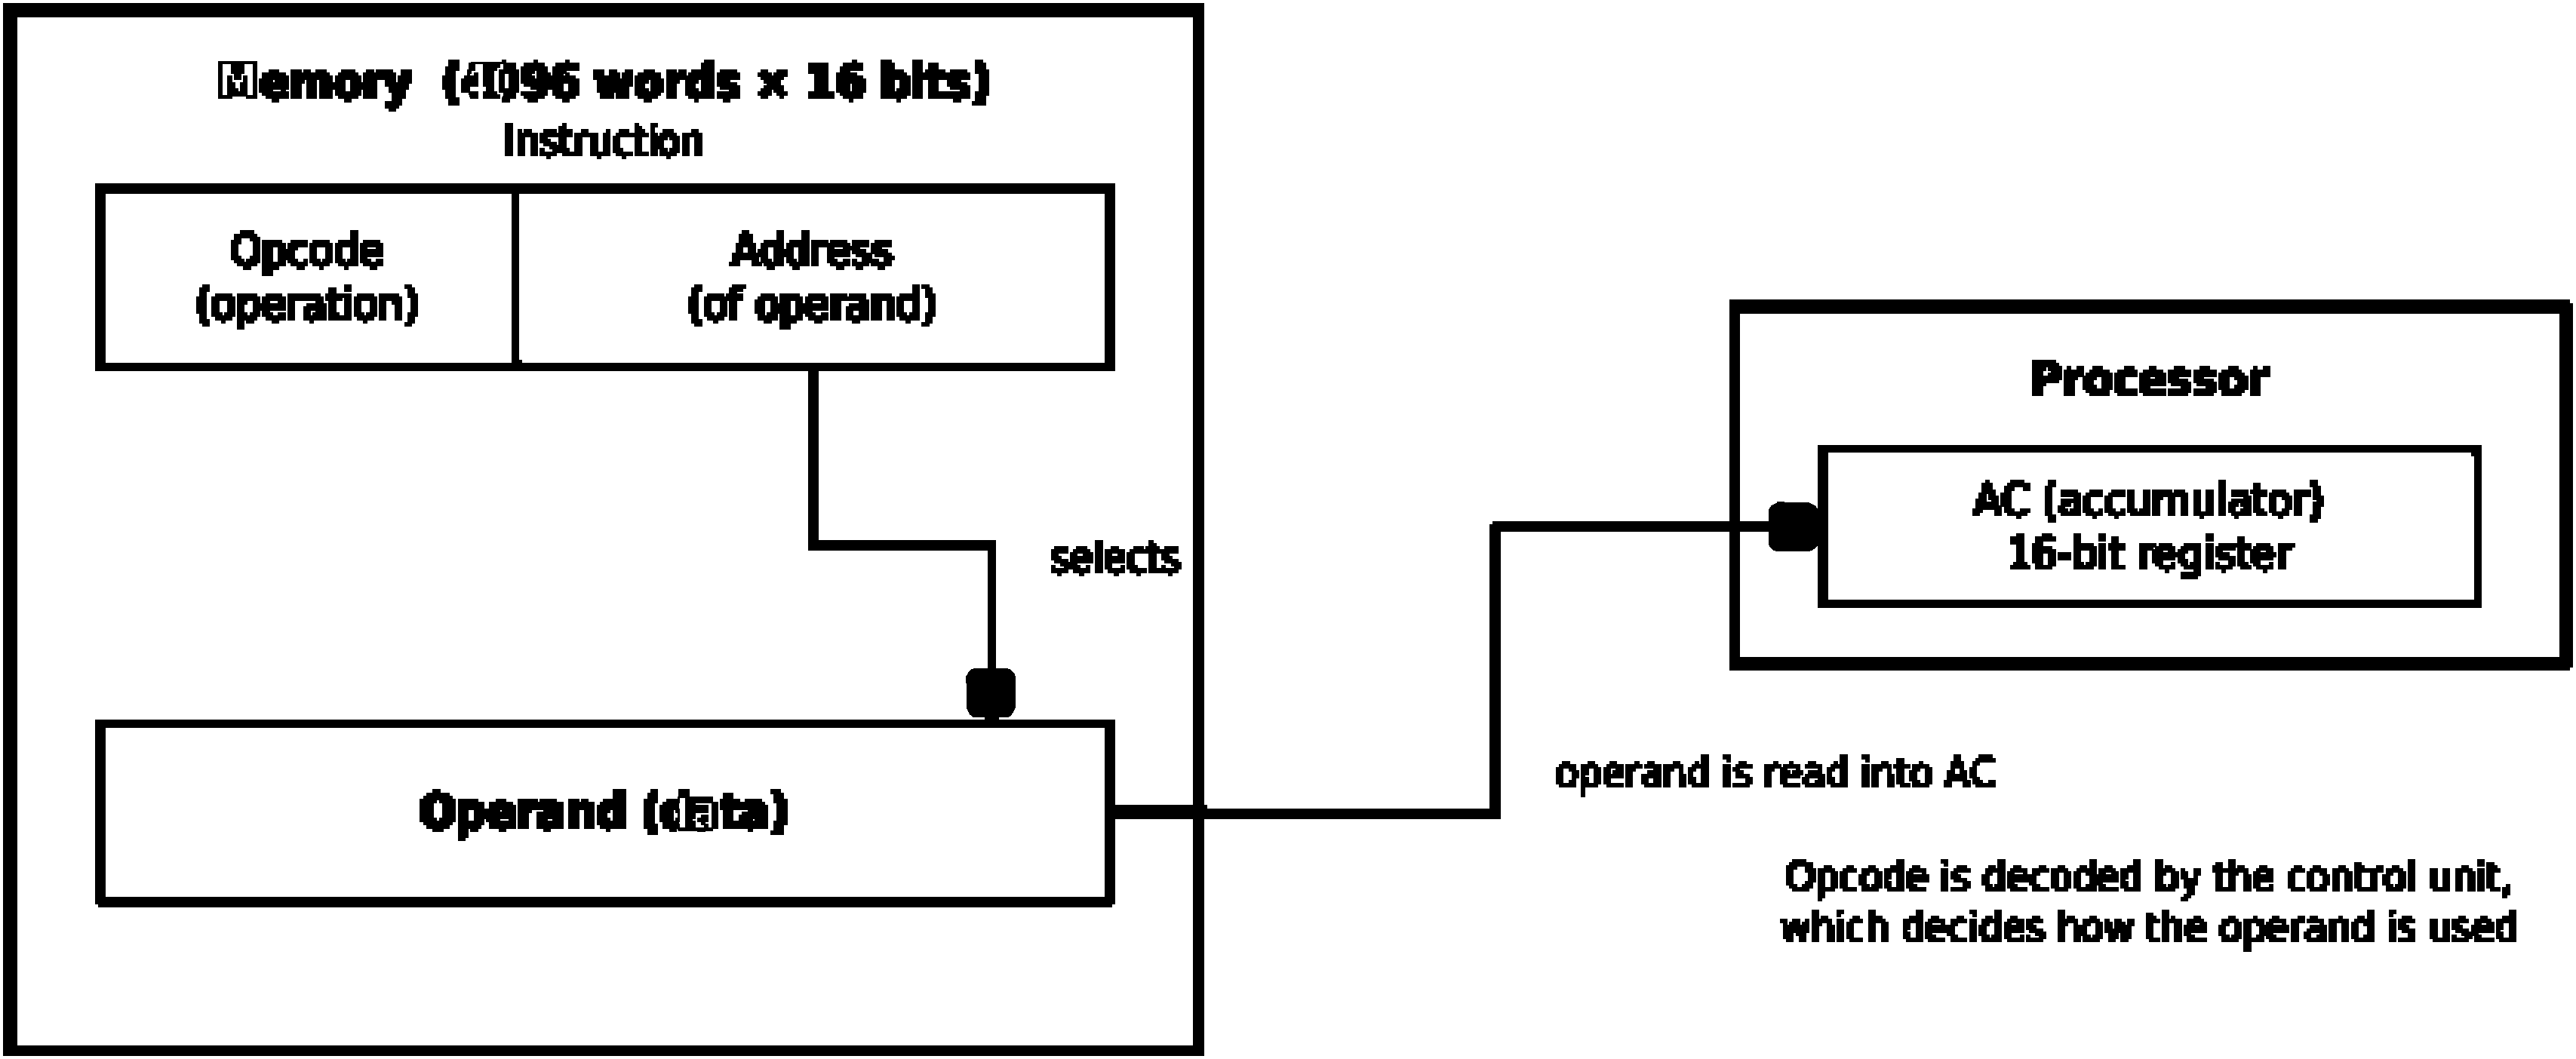 Memory (4096 words × 16 bits)
Instruction
Opcode
(operation)
Address
(of operand)
selects
Operand (data)
Processor
AC (accumulator)
16-bit register
operand is read into AC
Opcode is decoded by the control unit,
which decides how the operand is used